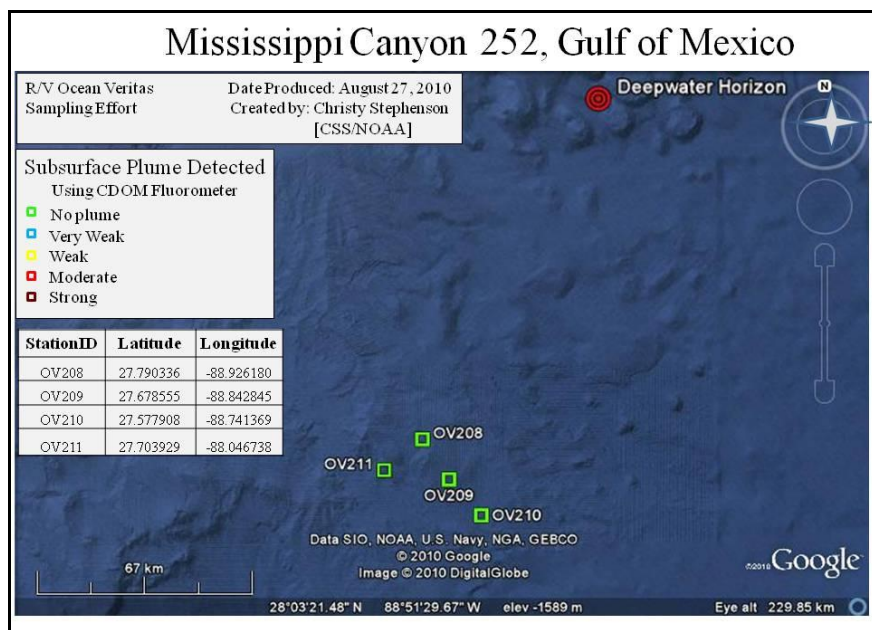 Mississippi Canyon 252, Gulf of Mexico
R/V Ocean Veritas Date Produced: August 27, 2010
Sampling Effort Created by: Christy Stephenson
[CSS/NOAA]
Deepwater Horizon
N
Subsurface Plume Detected
Using CDOM Fluorometer
No plume
Very Weak
Weak
Moderate
Strong
StationID Latitude Longitude
OV208 27.790336 -88.926180
OV209 27.678555 -88.842845
OV210 27.577908 -88.741369
OV211 27.703929 -88.046738
OV208
OV211
OV209
OV210
Data SIO, NOAA, U.S. Navy, NGA, GEBCO
© 2010 Google
Image © 2010 DigitalGlobe
©2010 Google
67 km
28°03'21.48" N 88°51'29.67" W elev -1589 m Eye alt 229.85 km